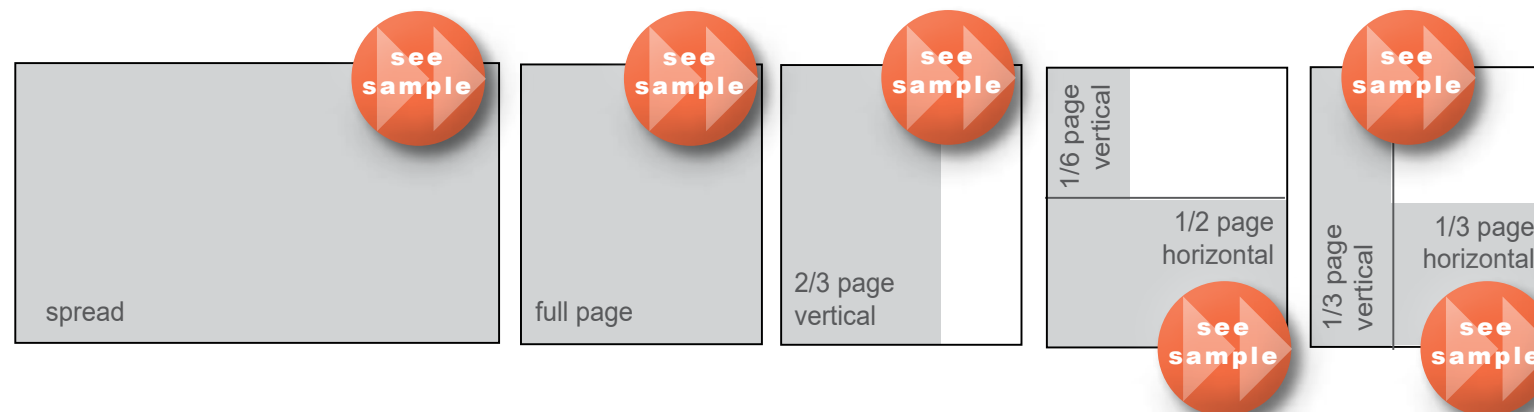 see
sample
spread
see
sample
full page
see
sample
2/3 page
vertical
1/6 page
vertical
1/2 page
horizontal
see
sample
see
sample
1/3 page
vertical
1/3 page
horizontal
see
sample